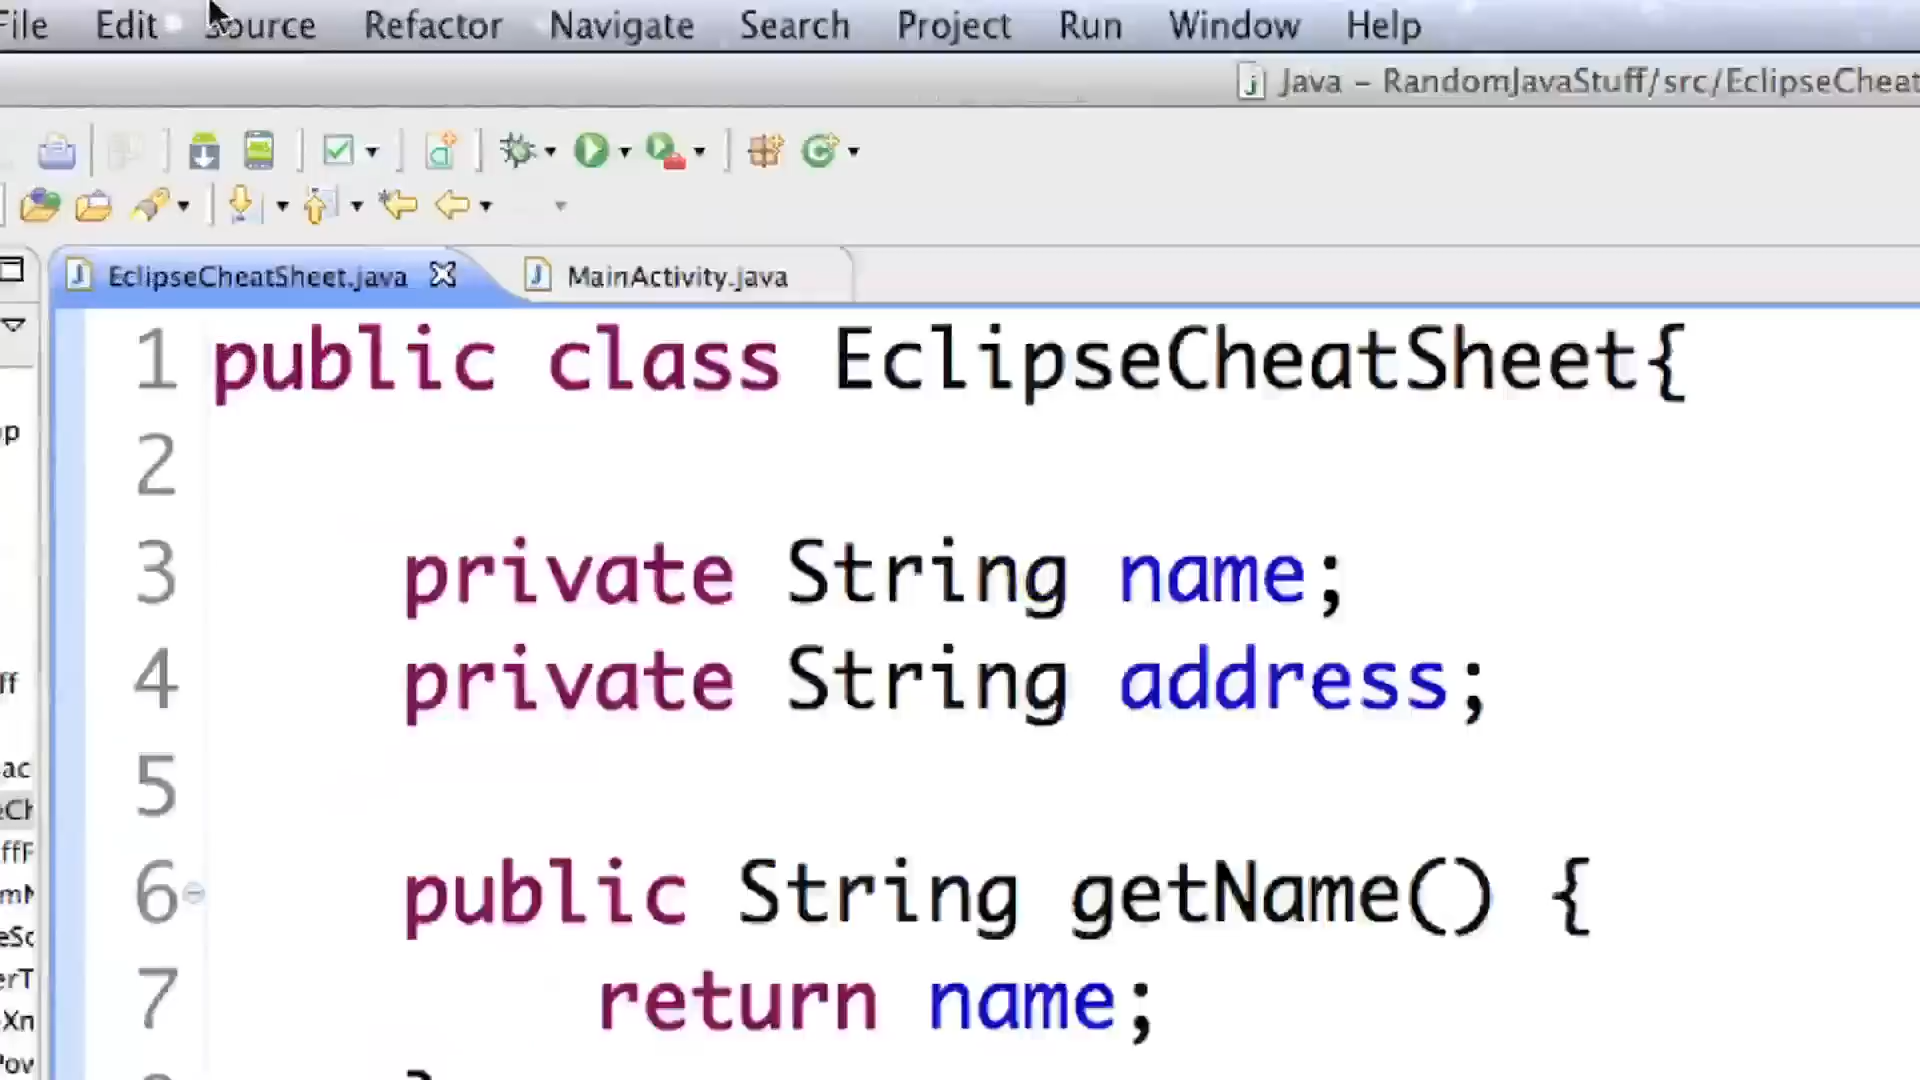 File Edit Source Refactor Navigate Search Project Run Window Help
Java – RandomJavaStuff/src/EclipseCheat
EclipseCheatSheet.java MainActivity.java
1 public class EclipseCheatSheet{
2
3 private String name;
4 private String address;
5
6 public String getName() {
7 return name;